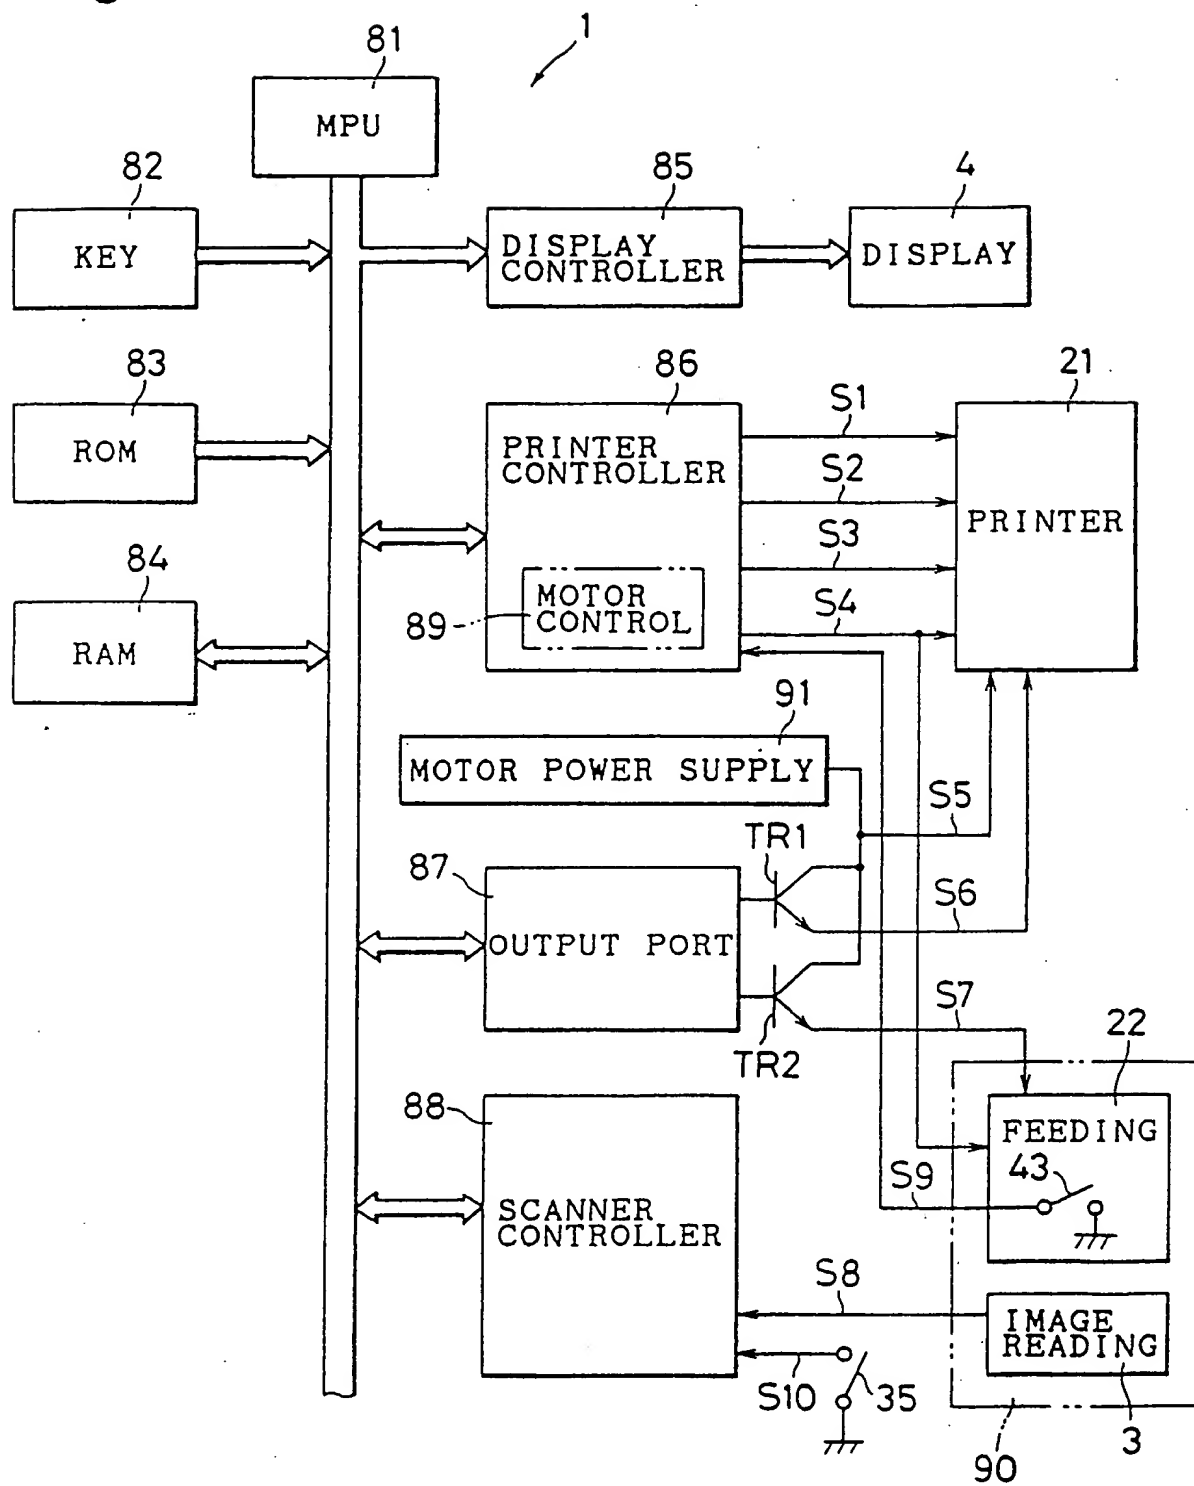 1
81
MPU
82
KEY
85
DISPLAY
CONTROLLER
4
DISPLAY
83
ROM
86
PRINTER
CONTROLLER
S1
S2
S3
S4
21
PRINTER
84
RAM
89
MOTOR
CONTROL
91
MOTOR POWER SUPPLY
S5
TR1
87
OUTPUT PORT
S6
TR2
S7
22
FEEDING
43
88
SCANNER
CONTROLLER
S9
S8
IMAGE
READING
S10
35
3
90